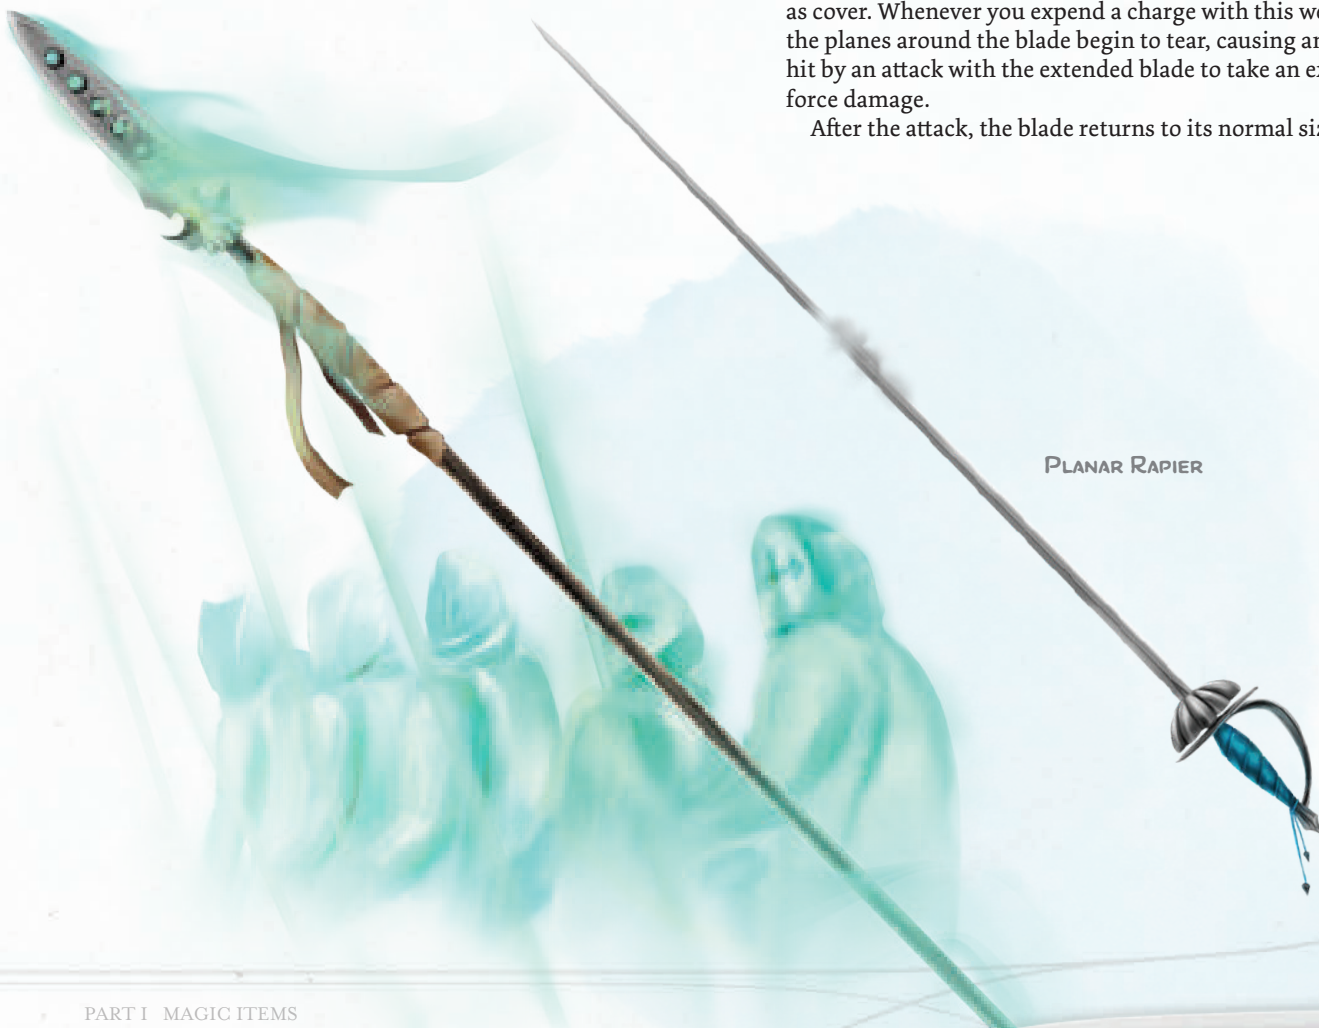 as cover. Whenever you expend a charge with this
the planes around the blade begin to tear, causing
hit by an attack with the extended blade to take an
force damage.
After the attack, the blade returns to its normal
Planar Rapier
PART I MAGIC ITEMS